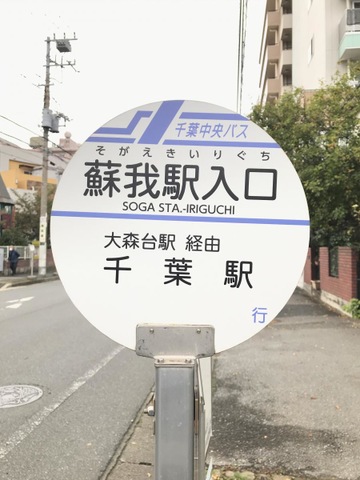 千葉中央バス
そがえきいりぐち
蘇我駅入口
SOGA STA.-IRIGUCHI
大森台駅 経由
千葉駅
行